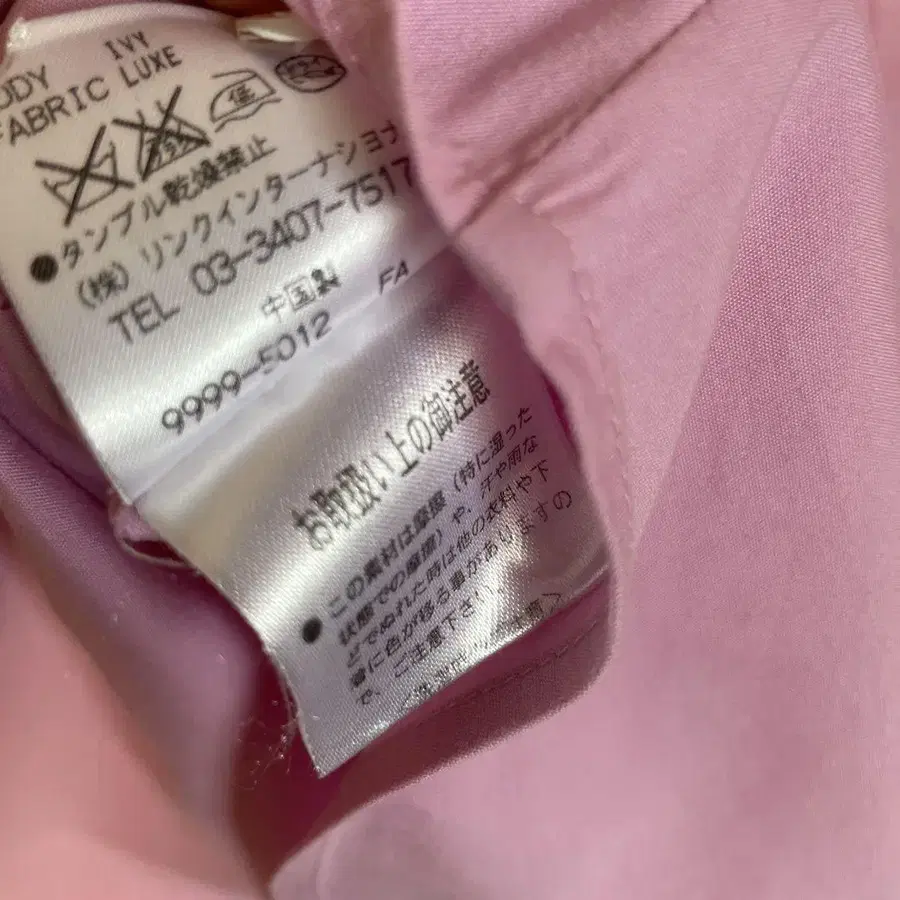 ODY IVY
FABRIC LUXE
低
ドライ
●タンブル乾燥禁止
(株) リンクインターナショナ
TEL 03-3407-7517
中国製 FA
9999-5012
お取扱い上の御注意
●この素材は摩擦(特に湿った
状態での摩擦)や、汗や雨な
どでぬれた時は他の衣料や下
着に色が移る事がありますの
で、ご注意下さい。